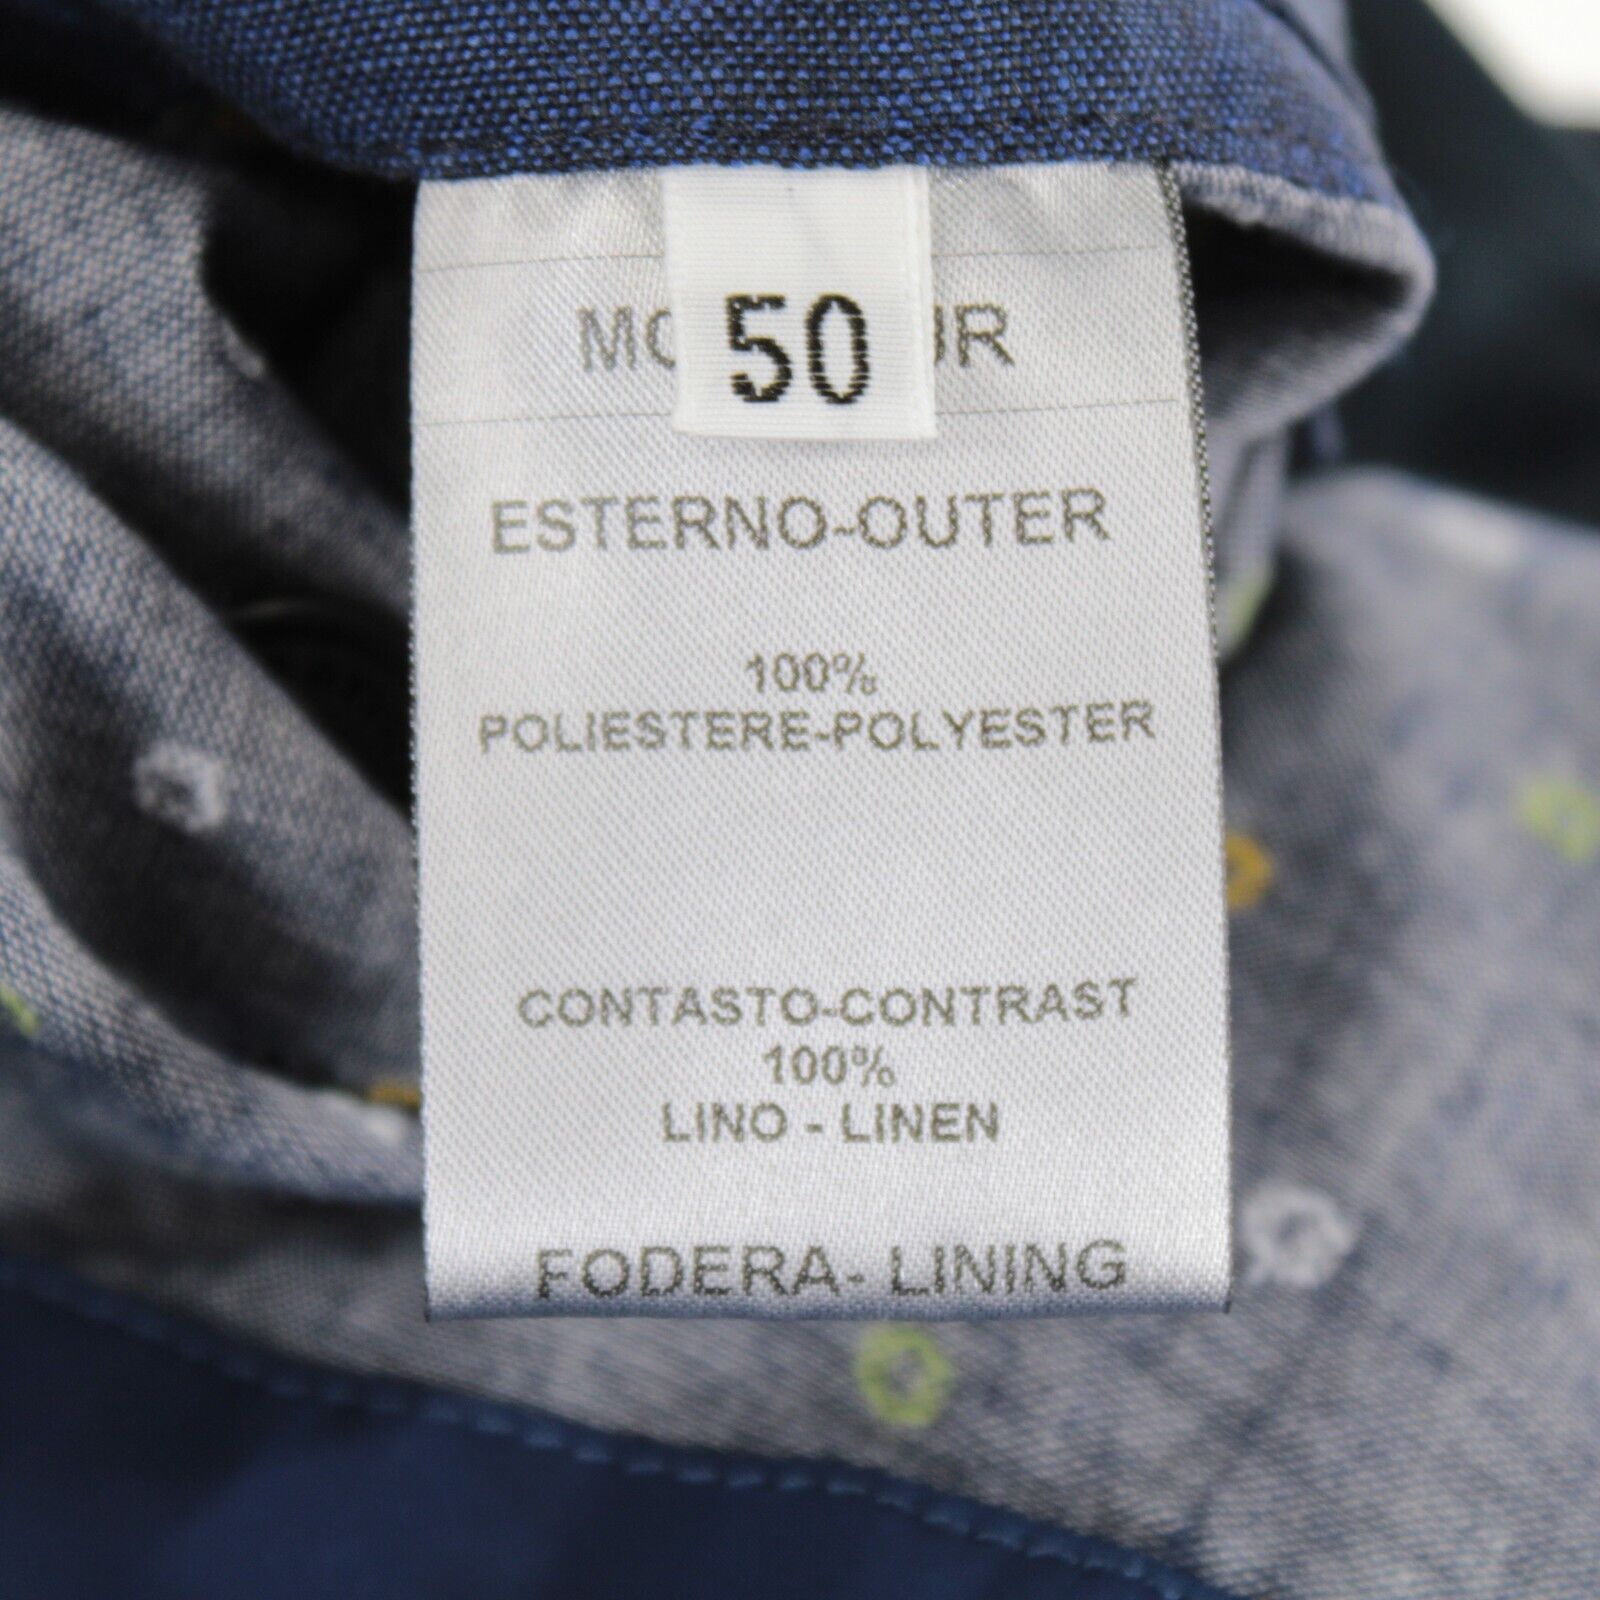 50
ESTERNO-OUTER
100%
POLIESTERE-POLYESTER
CONTASTO-CONTRAST
100%
LINO - LINEN
FODERA- LINING